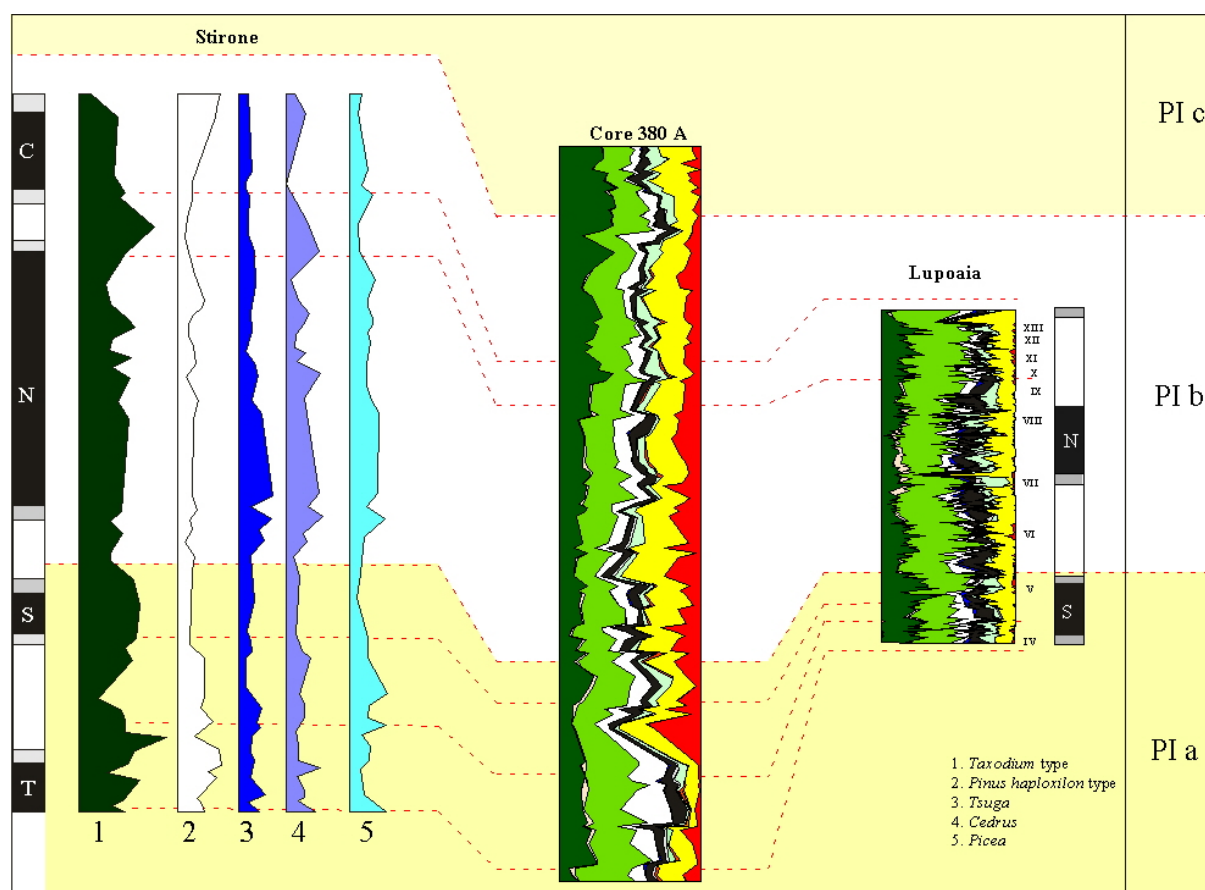 Stirone
PI c
Core 380 A
C
Lupoaia
XIII
XII
XI
X
IX
PI b
N
VIII
N
VII
VI
V
S
S
IV
PI a
1. Taxodium type
2. Pinus haploxilon type
3. Tsuga
4. Cedrus
5. Picea
T
1 2 3 4 5